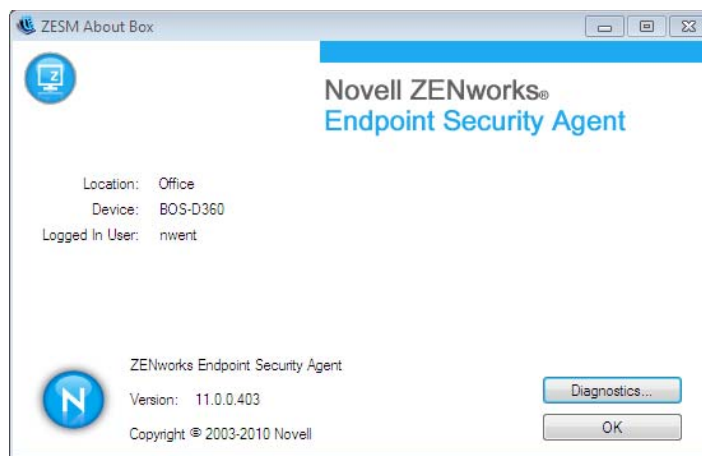 ZESM About Box
Z
Novell ZENworks®
Endpoint Security Agent
Location: Office
Device: BOS-D360
Logged In User: nwent
ZENworks Endpoint Security Agent
N
Version: 11.0.0.403
Diagnostics...
Copyright © 2003-2010 Novell
OK